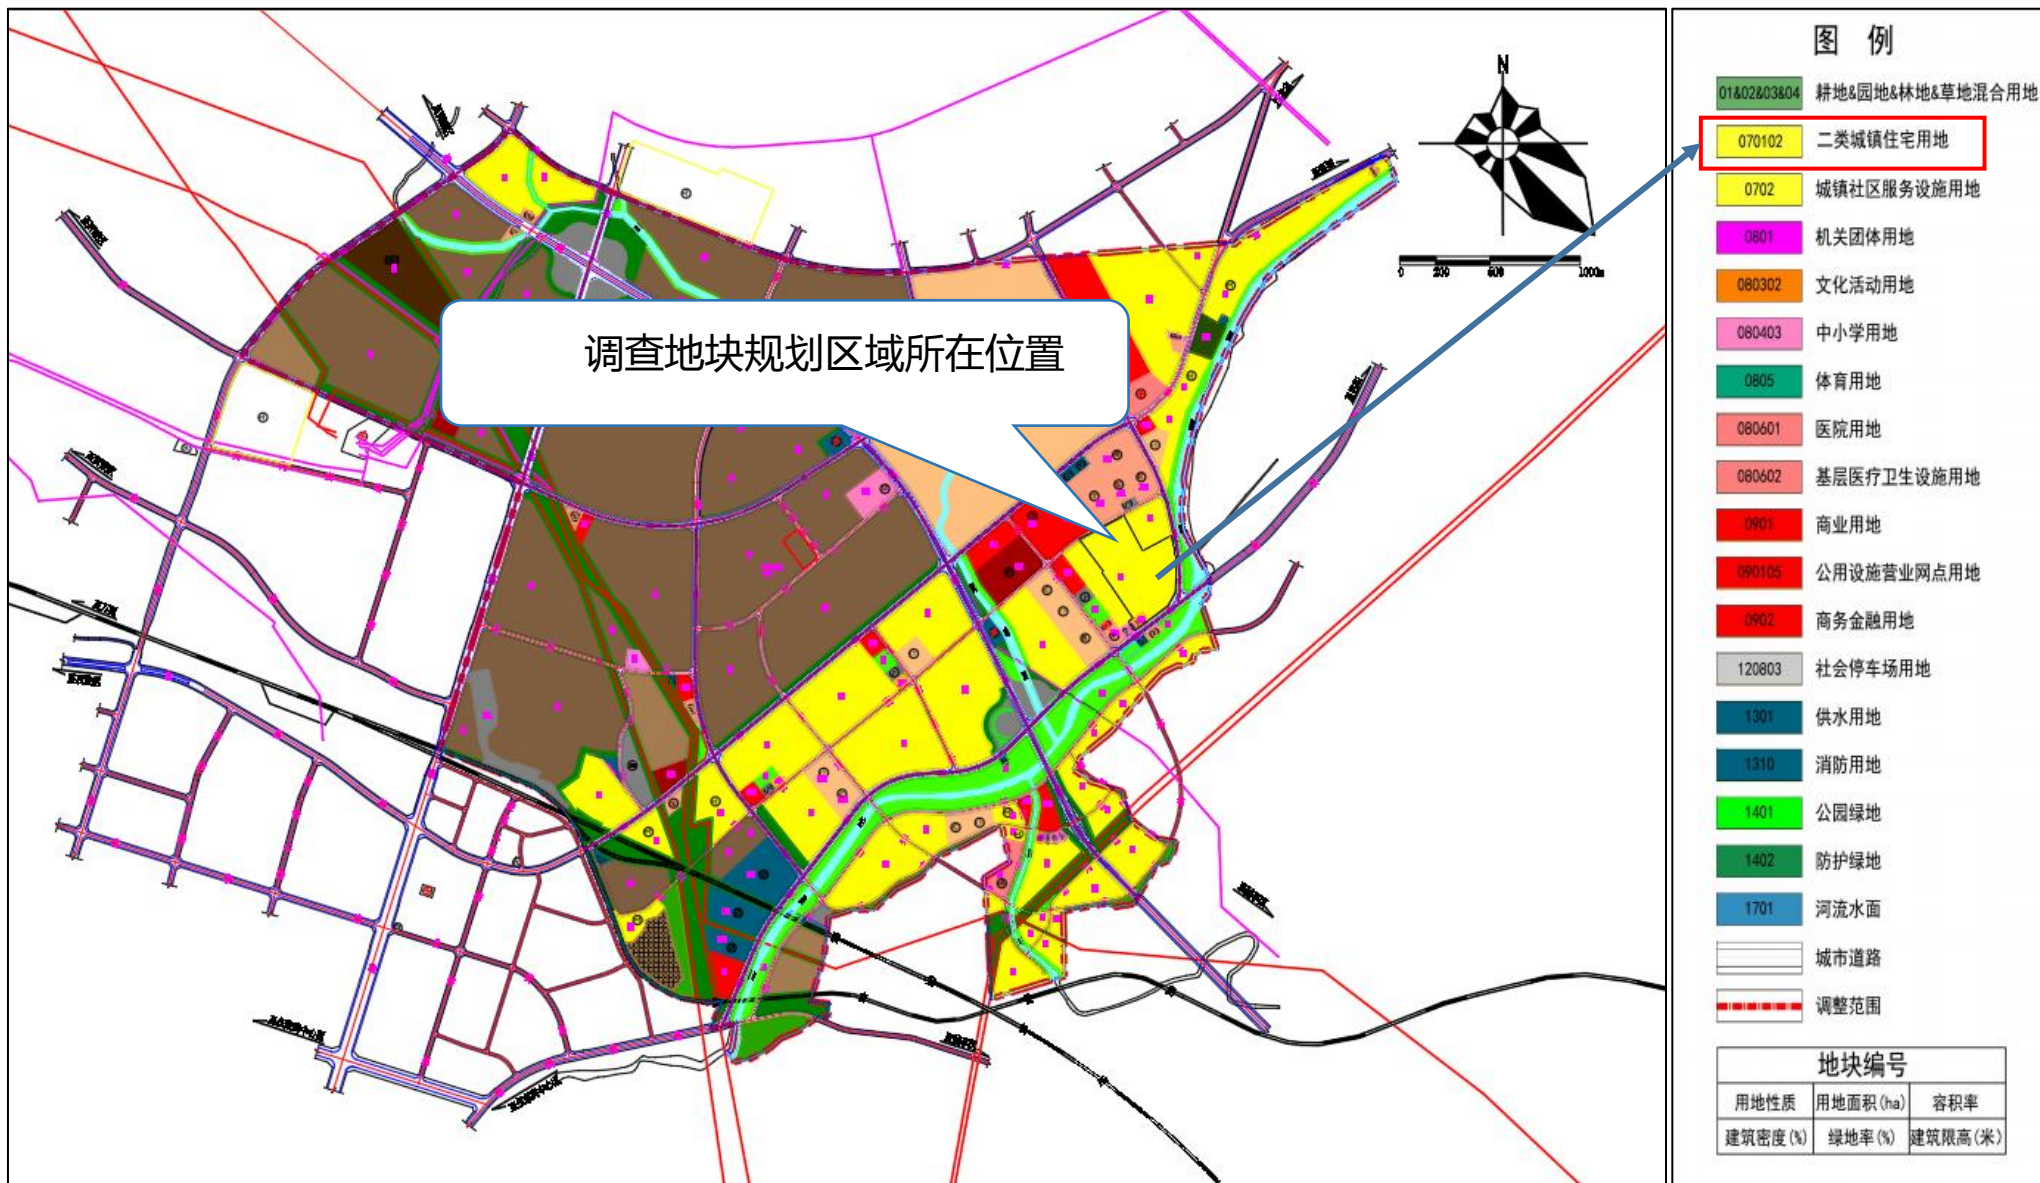 调查地块规划区域所在位置
N
0 200 600 1000m
图 例
01&02&03&04 耕地&园地&林地&草地混合用地
070102 二类城镇住宅用地
0702 城镇社区服务设施用地
0801 机关团体用地
080302 文化活动用地
080403 中小学用地
0805 体育用地
080601 医院用地
080602 基层医疗卫生设施用地
0901 商业用地
090105 公用设施营业网点用地
0902 商务金融用地
120803 社会停车场用地
1301 供水用地
1310 消防用地
1401 公园绿地
1402 防护绿地
1701 河流水面
城市道路
调整范围
地块编号
用地性质 用地面积(ha) 容积率
建筑密度(%) 绿地率(%) 建筑限高(米)